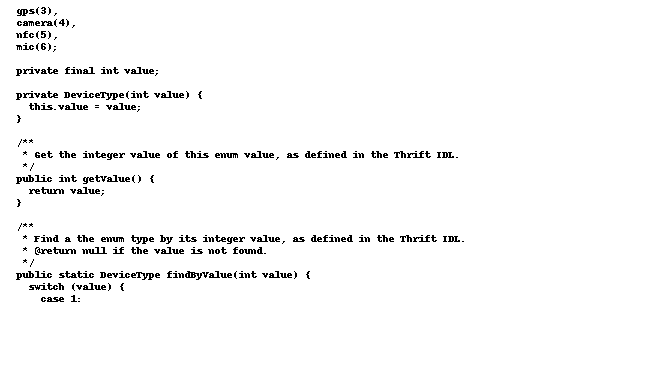 gps(3),
camera(4),
nfc(5),
mic(6);
private final int value;
private DeviceType(int value) {
this.value = value;
}
/**
* Get the integer value of this enum value, as defined in the Thrift IDL.
*/
public int getValue() {
return value;
}
/**
* Find a the enum type by its integer value, as defined in the Thrift IDL.
* @return null if the value is not found.
*/
public static DeviceType findByValue(int value) {
switch (value) {
case 1: